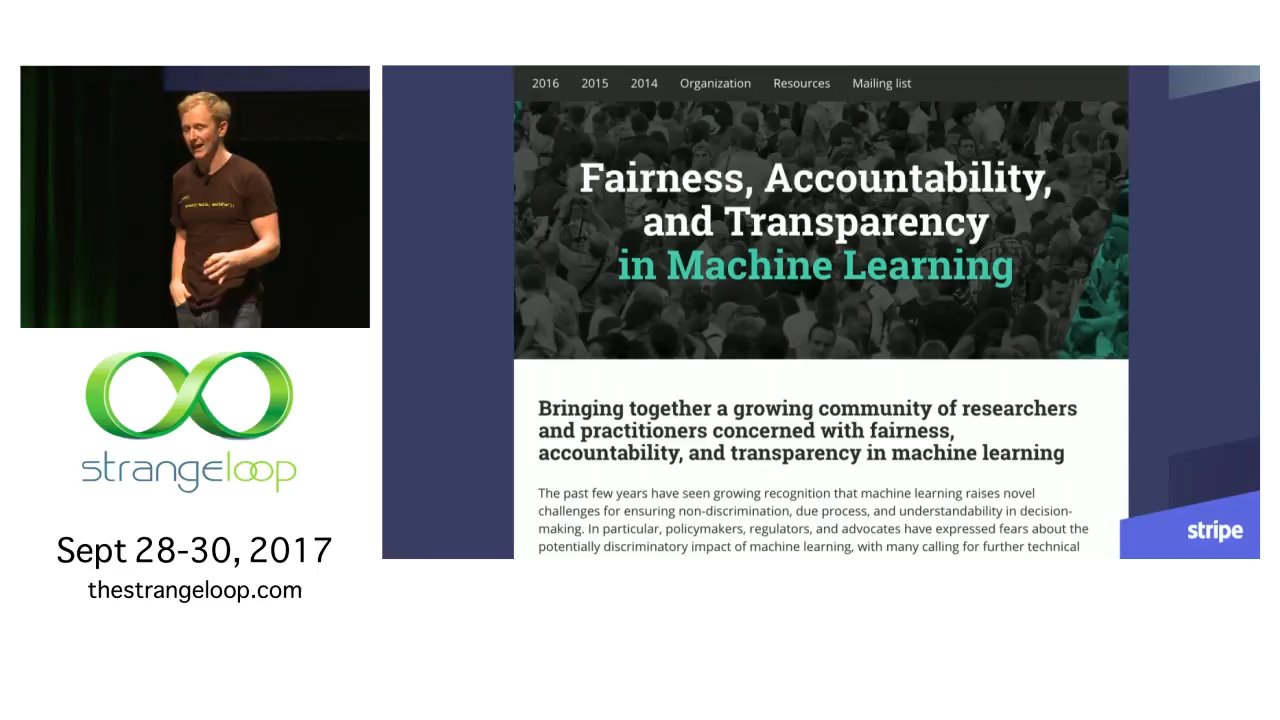 2016 2015 2014 Organization Resources Mailing list
Fairness, Accountability,
and Transparency
in Machine Learning
Bringing together a growing community of researchers
and practitioners concerned with fairness,
accountability, and transparency in machine learning
The past few years have seen growing recognition that machine learning raises novel
challenges for ensuring non-discrimination, due process, and understandability in decision-
making. In particular, policymakers, regulators, and advocates have expressed fears about the
potentially discriminatory impact of machine learning, with many calling for further technical
stripe
strangeloop
Sept 28-30, 2017
thestrangeloop.com